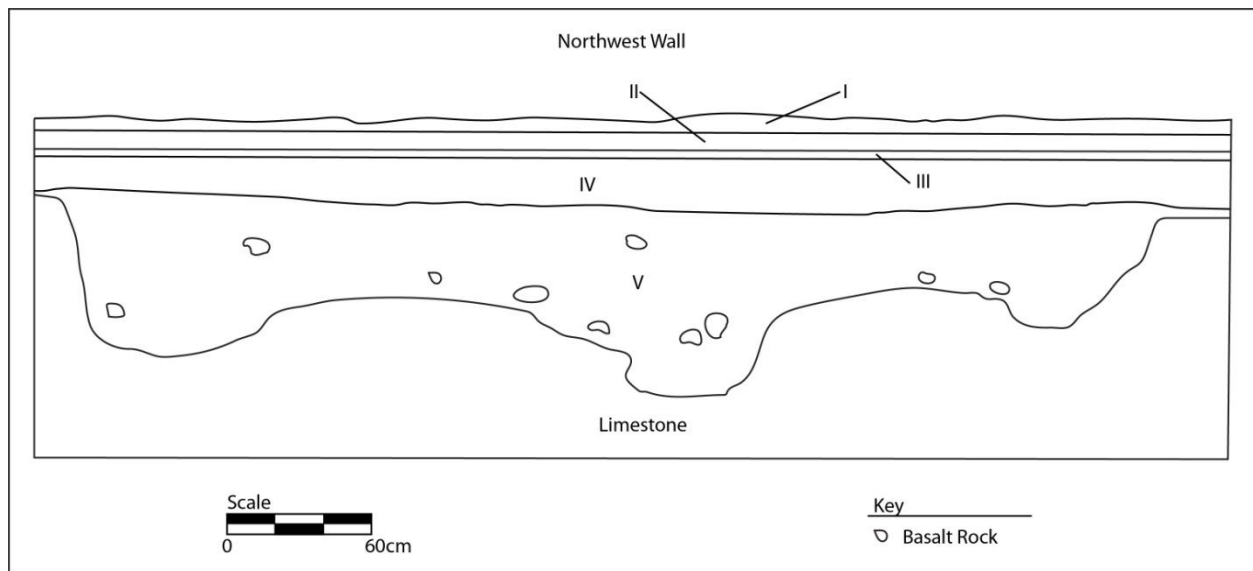 Northwest Wall
II
I
III
IV
V
Limestone
Scale
0 60cm
Key
Basalt Rock